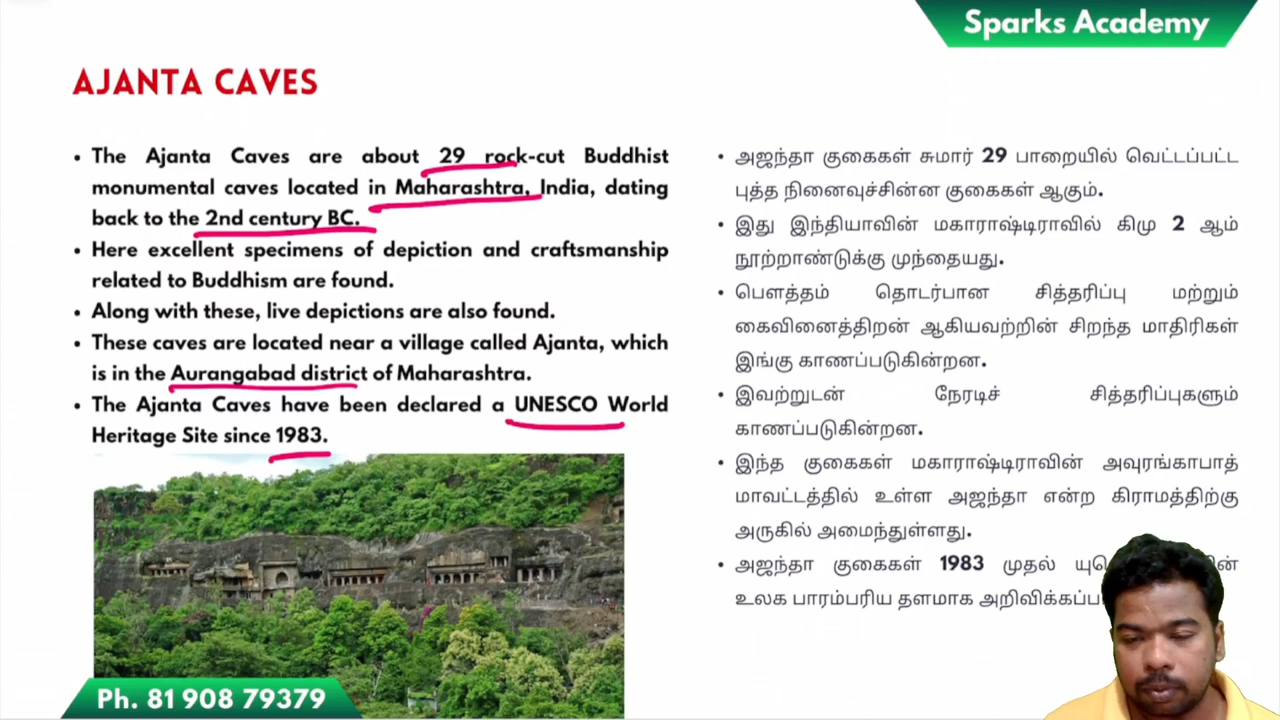 Sparks Academy
AJANTA CAVES
• The Ajanta Caves are about 29 rock-cut Buddhist
monumental caves located in Maharashtra, India, dating
back to the 2nd century BC.
• Here excellent specimens of depiction and craftsmanship
related to Buddhism are found.
• Along with these, live depictions are also found.
• These caves are located near a village called Ajanta, which
is in the Aurangabad district of Maharashtra.
• The Ajanta Caves have been declared a UNESCO World
Heritage Site since 1983.
• அஜந்தா குகைகள் சுமார் 29 பாறையில் வெட்டப்பட்ட
புத்த நினைவுச்சின்ன குகைகள் ஆகும்.
• இது இந்தியாவின் மகாராஷ்டிராவில் கிமு 2 ஆம்
நூற்றாண்டுக்கு முந்தையது.
• பௌத்தம் தொடர்பான சித்தரிப்பு மற்றும்
கைவினைத்திறன் ஆகியவற்றின் சிறந்த மாதிரிகள்
இங்கு காணப்படுகின்றன.
• இவற்றுடன் நேரடிச் சித்தரிப்புகளும்
காணப்படுகின்றன.
• இந்த குகைகள் மகாராஷ்டிராவின் அவுரங்காபாத்
மாவட்டத்தில் உள்ள அஜந்தா என்ற கிராமத்திற்கு
அருகில் அமைந்துள்ளது.
• அஜந்தா குகைகள் 1983 முதல்
உலக பாரம்பரிய தளமாக
Ph. 81 908 79379